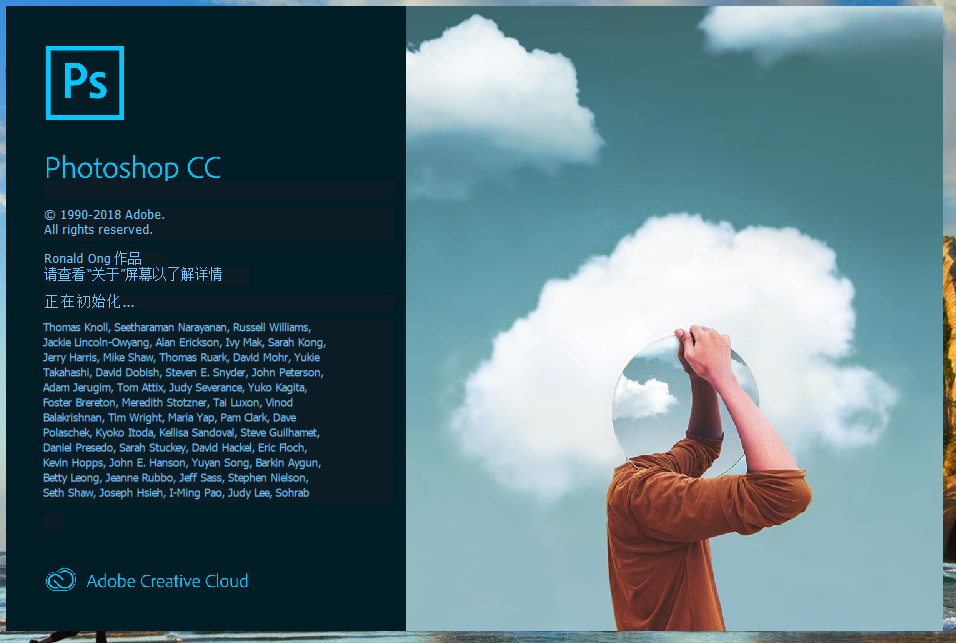 Ps
Photoshop CC
© 1990-2018 Adobe.
All rights reserved.
Ronald Ong 作品
请查看“关于”屏幕以了解详情
正在初始化...
Thomas Knoll, Seetharaman Narayanan, Russell Williams,
Jackie Lincoln-Owyang, Alan Erickson, Ivy Mak, Sarah Kong,
Jerry Harris, Mike Shaw, Thomas Ruark, David Mohr, Yukie
Takahashi, David Dobish, Steven E. Snyder, John Peterson,
Adam Jerugim, Tom Attix, Judy Severance, Yuko Kagita,
Foster Brereton, Meredith Stotzner, Tai Luxon, Vinod
Balakrishnan, Tim Wright, Maria Yap, Pam Clark, Dave
Polaschek, Kyoko Itoda, Kellisa Sandoval, Steve Guilhamet,
Daniel Presedo, Sarah Stuckey, David Hackel, Eric Floch,
Kevin Hopps, John E. Hanson, Yuyan Song, Barkin Aygun,
Betty Leong, Jeanne Rubbo, Jeff Sass, Stephen Nielson,
Seth Shaw, Joseph Hsieh, I-Ming Pao, Judy Lee, Sohrab
Adobe Creative Cloud